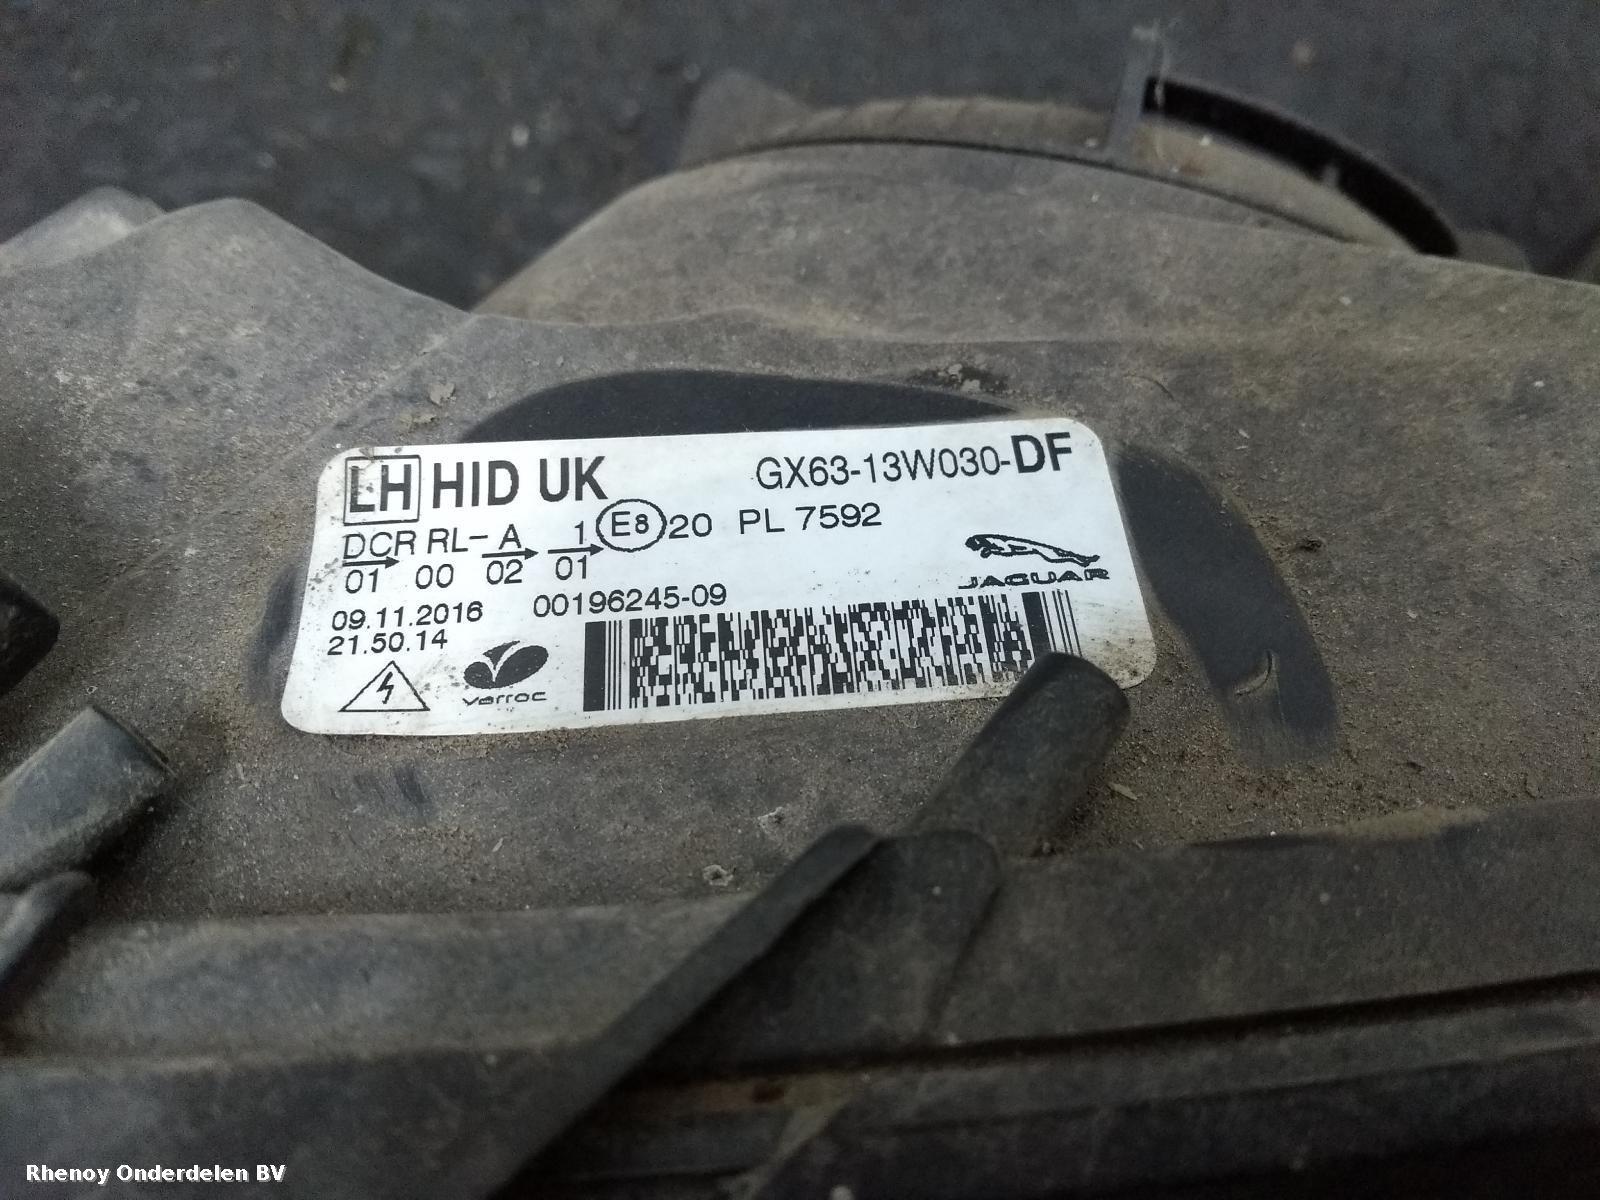 LH HID UK GX63-13W030-DF
DCR RL- A 1 E8 20 PL 7592
01 00 02 01
JAGUAR
09.11.2016 00196245-09
21.50.14
varroc
Rhenoy Onderdelen BV